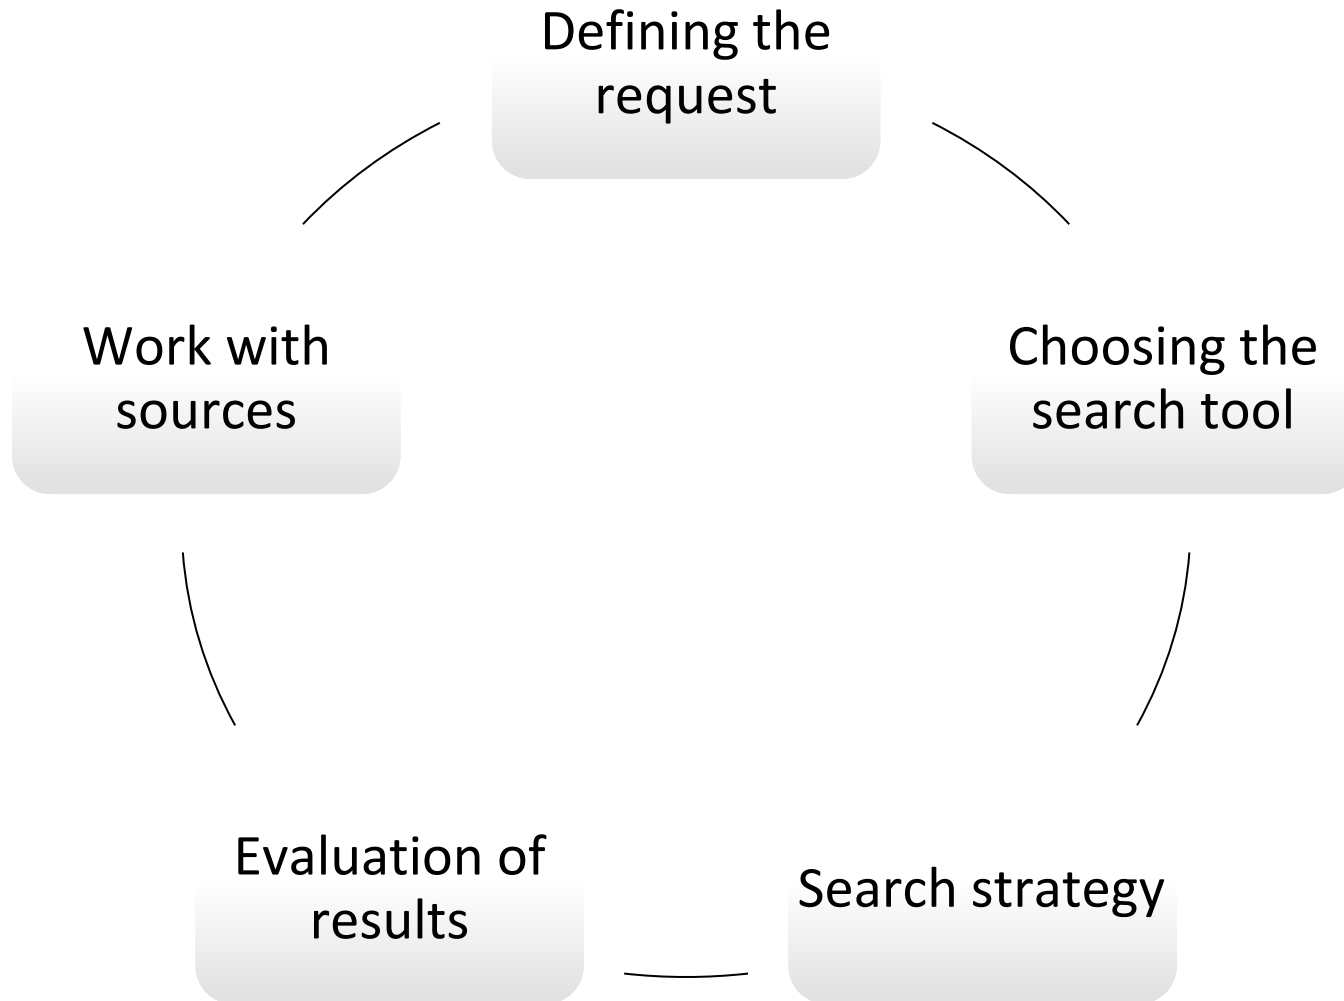 Defining the
request
Choosing the
search tool
Search strategy
Evaluation of
results
Work with
sources